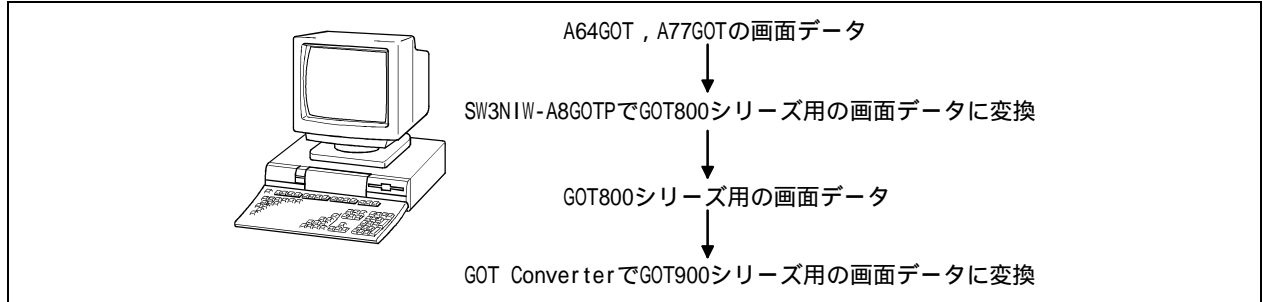 A64GOT，A77GOTの画面データ
SW3NIW-A8GOTPでGOT800シリーズ用の画面データに変換
GOT800シリーズ用の画面データ
GOT ConverterでGOT900シリーズ用の画面データに変換